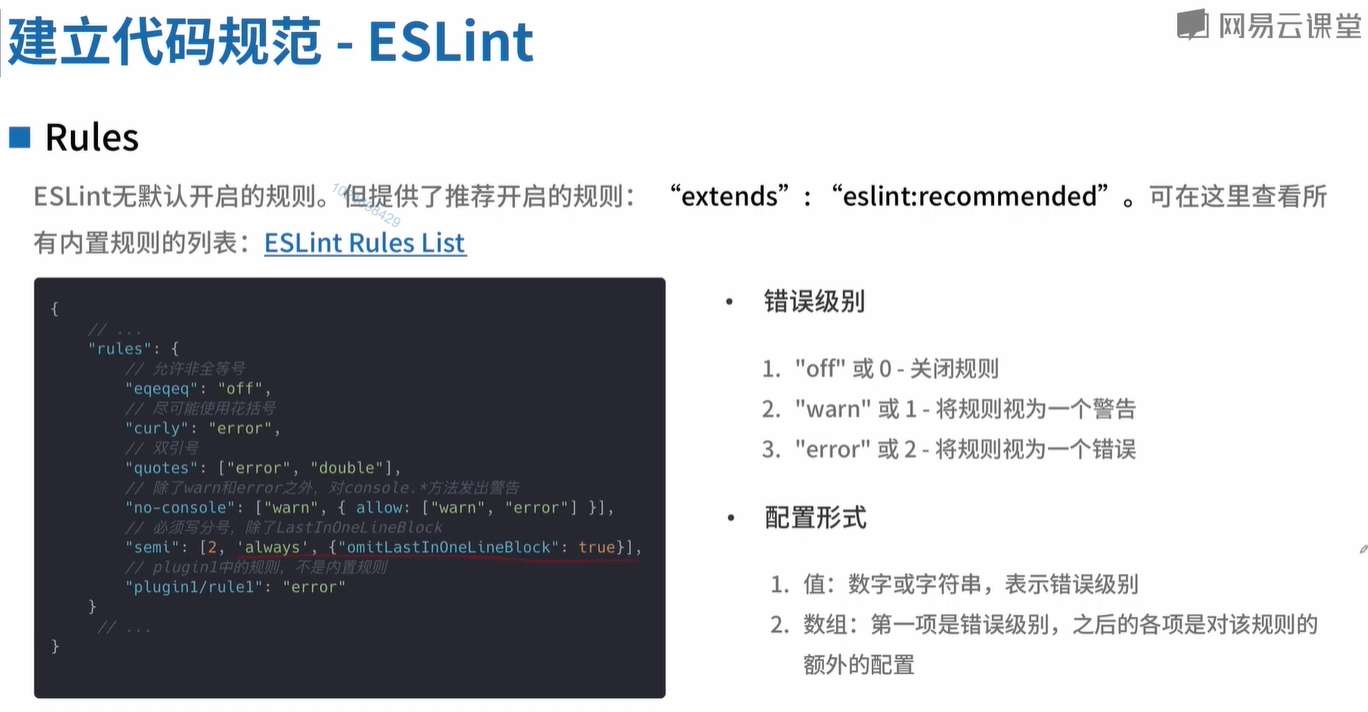 建立代码规范 - ESLint
网易云课堂
Rules
ESLint无默认开启的规则。但提供了推荐开启的规则： “extends”：“eslint:recommended”。可在这里查看所
有内置规则的列表：ESLint Rules List
{
// ...
"rules": {
// 允许非全等号
"eqeqeq": "off",
// 尽可能使用花括号
"curly": "error",
// 双引号
"quotes": ["error", "double"],
// 除了warn和error之外，对console.*方法发出警告
"no-console": ["warn", { allow: ["warn", "error"] }],
// 必须写分号，除了LastInOneLineBlock
"semi": [2, 'always', {"omitLastInOneLineBlock": true}],
// plugin1中的规则，不是内置规则
"plugin1/rule1": "error"
}
// ...
}
• 错误级别
1. "off" 或 0 - 关闭规则
2. "warn" 或 1 - 将规则视为一个警告
3. "error" 或 2 - 将规则视为一个错误
• 配置形式
1. 值：数字或字符串，表示错误级别
2. 数组：第一项是错误级别，之后的各项是对该规则的
额外的配置